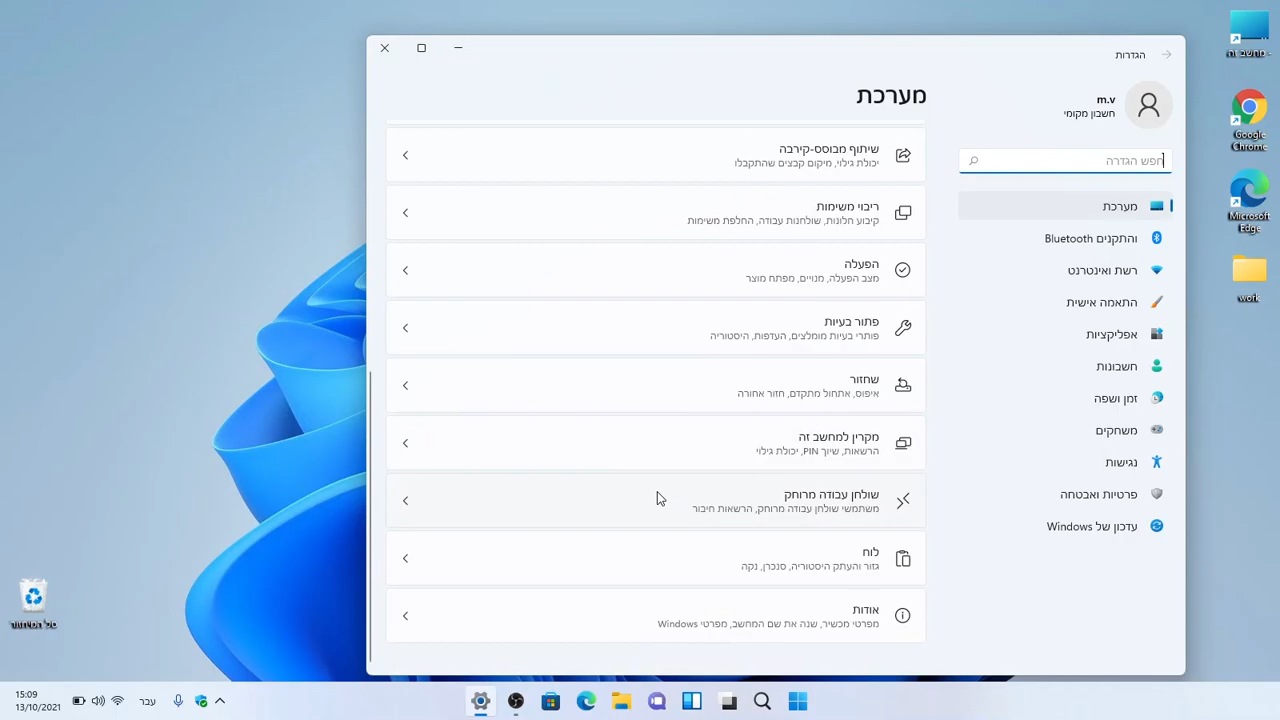 הגדרות
m.v
חשבון מקומי
חפש הגדרה
מערכת
Bluetooth והתקנים
רשת ואינטרנט
התאמה אישית
אפליקציות
חשבונות
זמן ושפה
משחקים
נגישות
פרטיות ואבטחה
עדכון של Windows
מערכת
שיתוף מבוסס-קירבה
יכולת גילוי, מיקום קבצים שהתקבלו
ריבוי משימות
קיבוע חלונות, שולחנות עבודה, החלפת משימות
הפעלה
מצב הפעלה, מנויים, מפתח מוצר
פתור בעיות
פותרי בעיות מומלצים, העדפות, היסטוריה
שחזור
איפוס, אתחול מתקדם, חזור אחורה
מקרין למחשב זה
הרשאות, שיוך PIN, יכולת גילוי
שולחן עבודה מרוחק
משתמשי שולחן עבודה מרוחק, הרשאות חיבור
לוח
גזור והעתק היסטוריה, סנכרן, נקה
אודות
מפרטי מכשיר, שנה את שם המחשב, מפרטי Windows
מחשב זה -
Google
Chrome
Microsoft
Edge
work
סל המיחזור
עבר
15:09
13/10/2021